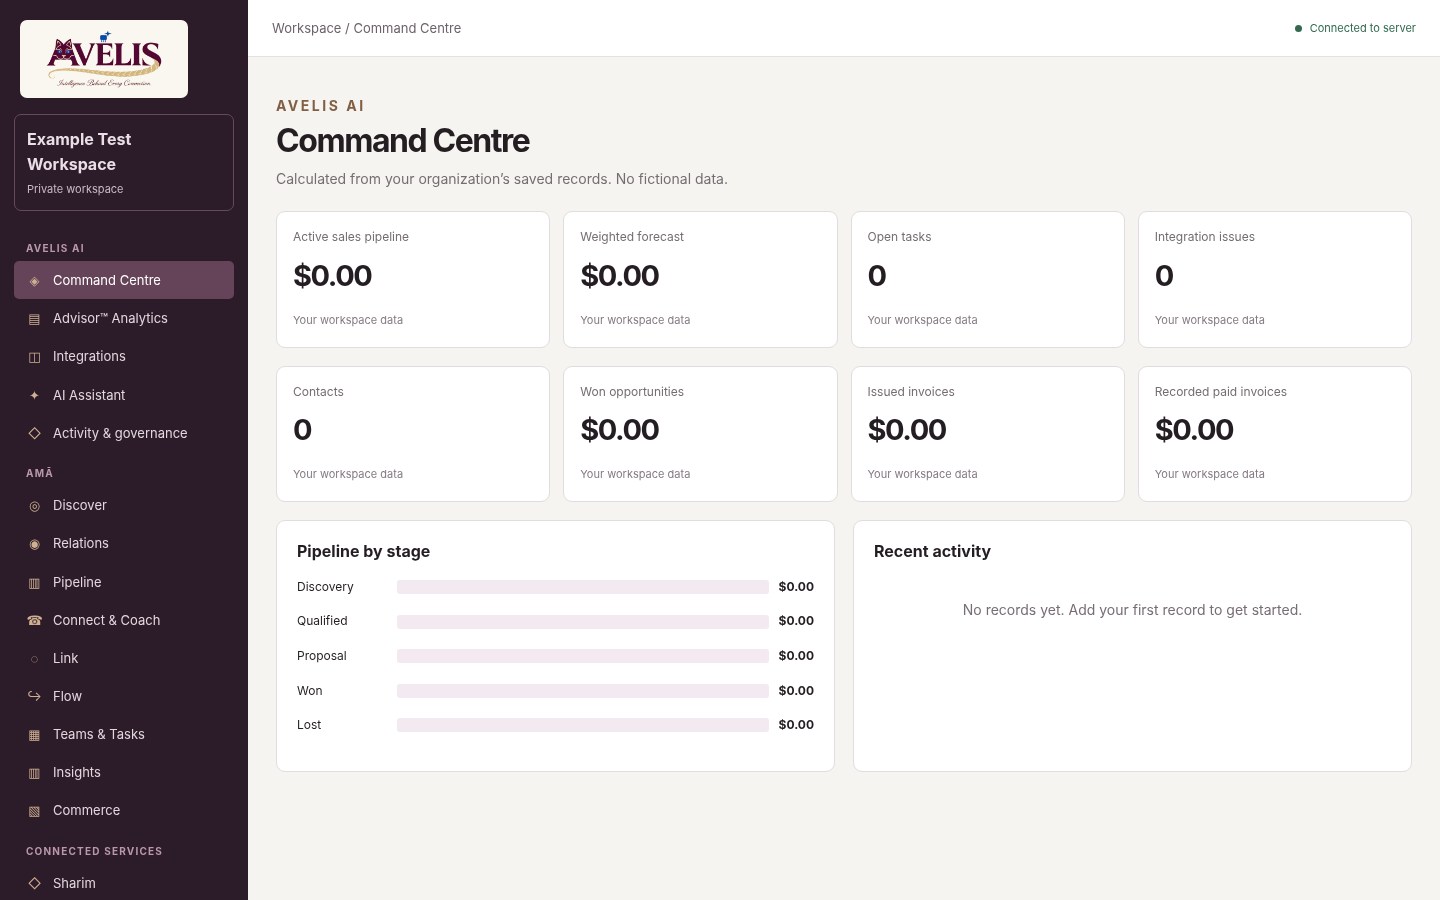 AVELIS
Intelligence Behind Every Connection.
Example Test
Workspace
Private workspace
AVELIS AI
Command Centre
Advisor™ Analytics
Integrations
AI Assistant
Activity & governance
AMĀ
Discover
Relations
Pipeline
Connect & Coach
Link
Flow
Teams & Tasks
Insights
Commerce
CONNECTED SERVICES
Sharim
Workspace / Command Centre
Connected to server
AVELIS AI
Command Centre
Calculated from your organization’s saved records. No fictional data.
Active sales pipeline
$0.00
Your workspace data
Weighted forecast
$0.00
Your workspace data
Open tasks
0
Your workspace data
Integration issues
0
Your workspace data
Contacts
0
Your workspace data
Won opportunities
$0.00
Your workspace data
Issued invoices
$0.00
Your workspace data
Recorded paid invoices
$0.00
Your workspace data
Pipeline by stage
Discovery $0.00
Qualified $0.00
Proposal $0.00
Won $0.00
Lost $0.00
Recent activity
No records yet. Add your first record to get started.